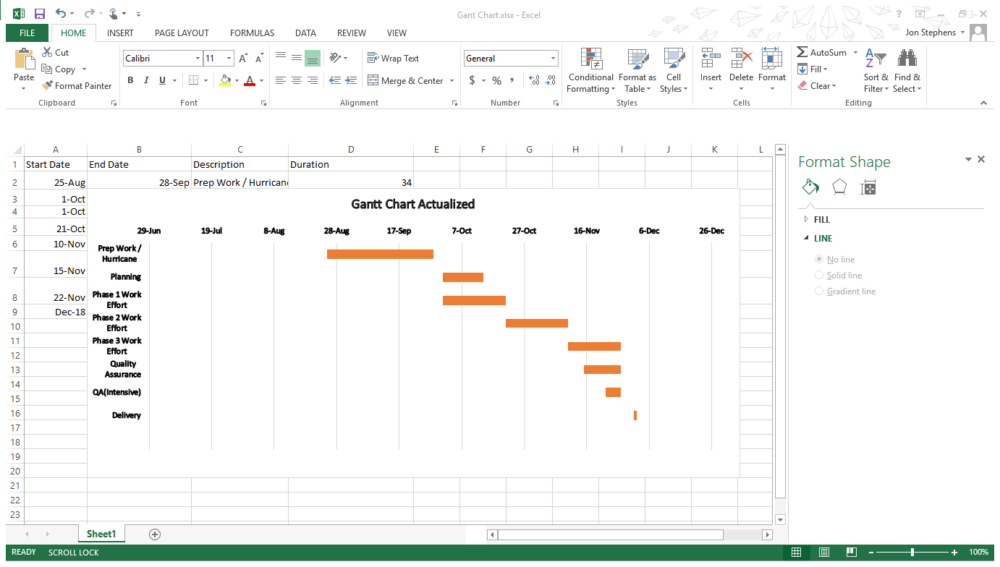 Gant Chart.xlsx - Excel
?
FILE HOME INSERT PAGE LAYOUT FORMULAS DATA REVIEW VIEW Jon Stephens
Paste
Cut
Copy
Format Painter
Clipboard
Calibri 11
B I U A
Font
Wrap Text
Merge & Center
Alignment
General
$ % ,
Number
Conditional Formatting
Format as Table
Cell Styles
Styles
Insert Delete Format
Cells
AutoSum
Fill
Clear
Sort & Filter
Find & Select
Editing
A B C D E F G H I J K L
1 Start Date End Date Description Duration
2 25-Aug 28-Sep Prep Work / Hurrican 34
3 1-Oct
4 1-Oct
5 21-Oct
6 10-Nov
7 15-Nov
8 22-Nov
9 Dec-18
10
11
12
13
14
15
16
17
18
19
20
21
22
23
Gantt Chart Actualized
29-Jun 19-Jul 8-Aug 28-Aug 17-Sep 7-Oct 27-Oct 16-Nov 6-Dec 26-Dec
Prep Work /
Hurricane
Planning
Phase 1 Work
Effort
Phase 2 Work
Effort
Phase 3 Work
Effort
Quality
Assurance
QA(Intensive)
Delivery
Format Shape
FILL
LINE
No line
Solid line
Gradient line
Sheet1
READY SCROLL LOCK 100%